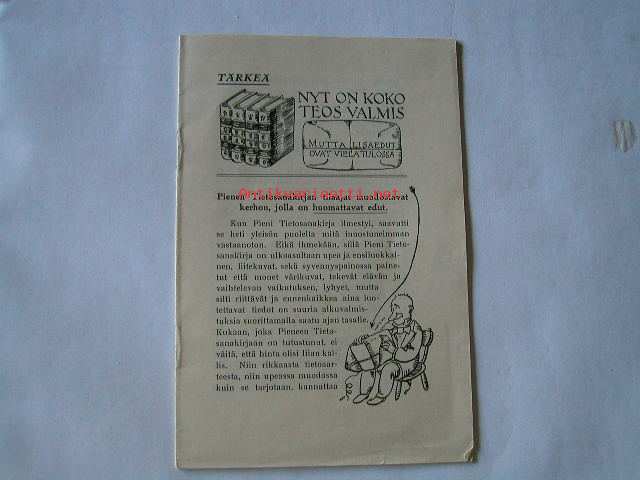 TÄRKEÄ
NYT ON KOKO
TEOS VALMIS
MUTTA LISÄEDUT
OVAT VIELÄ TULOSSA
Pienen Tietosanakirjan tilaajat muodostavat
kerhon, jolla on huomattavat edut.
Kun Pieni Tietosanakirja ilmestyi, saavutti
se heti yleisön puolelta mitä innostuneimman
vastaanoton. Eikä ihmekään, sillä Pieni Tieto-
sanakirja on ulkoasultaan upea ja ensiluokkai-
nen, liitekuvat, sekä syvennyspainossa paine-
tut että monet värikuvat, tekevät elävän ja
vaihtelevan vaikutuksen, lyhyet, mutta
silti riittävät ja ennenkaikkea aina luo-
tettavat tiedot on suuria alkuvalmis-
tuksia suorittamalla saatu ajan tasalle.
Kukaan, joka Pieneen Tieto-
sanakirjaan on tutustunut, ei
väitä, että hinta olisi liian kal-
lis. Niin rikkaasta tietoaar-
teesta, niin upeassa muodossa
kuin se tarjotaan, kannattaa